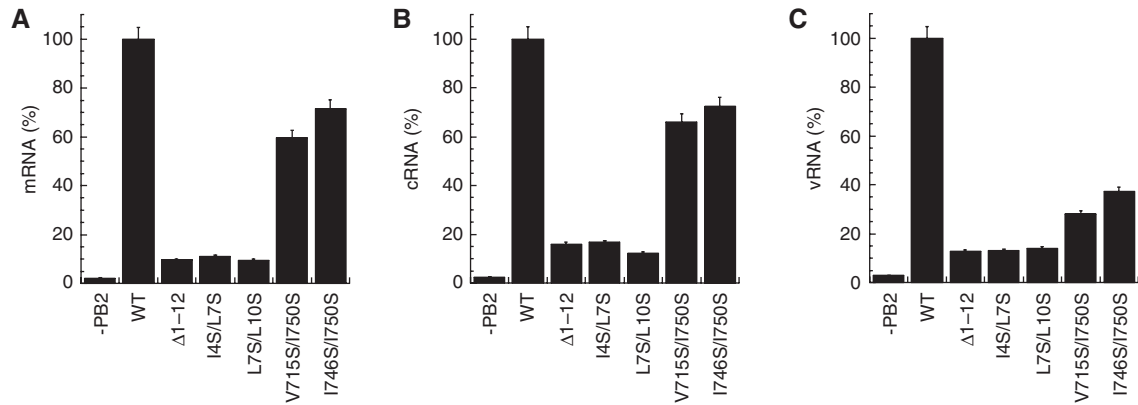 A
mRNA (%)
100
80
60
40
20
0
-PB2
WT
Δ1–12
I4S/L7S
L7S/L10S
V715S/I750S
I746S/I750S
B
cRNA (%)
100
80
60
40
20
0
-PB2
WT
Δ1–12
I4S/L7S
L7S/L10S
V715S/I750S
I746S/I750S
C
vRNA (%)
100
80
60
40
20
0
-PB2
WT
Δ1–12
I4S/L7S
L7S/L10S
V715S/I750S
I746S/I750S